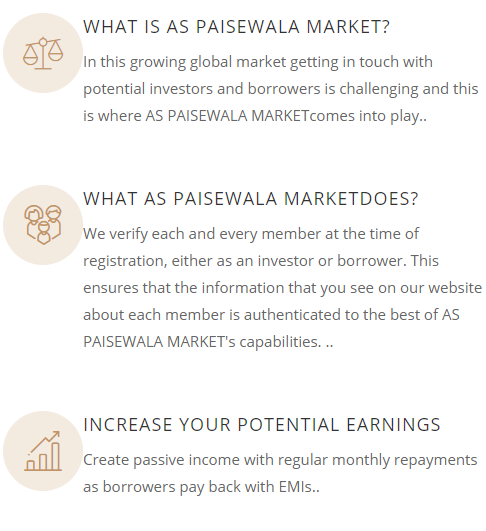 WHAT IS AS PAISEWALA MARKET?
In this growing global market getting in touch with
potential investors and borrowers is challenging and this
is where AS PAISEWALA MARKETcomes into play..
WHAT AS PAISEWALA MARKETDOES?
We verify each and every member at the time of
registration, either as an investor or borrower. This
ensures that the information that you see on our website
about each member is authenticated to the best of AS
PAISEWALA MARKET's capabilities. ..
INCREASE YOUR POTENTIAL EARNINGS
Create passive income with regular monthly repayments
as borrowers pay back with EMIs..